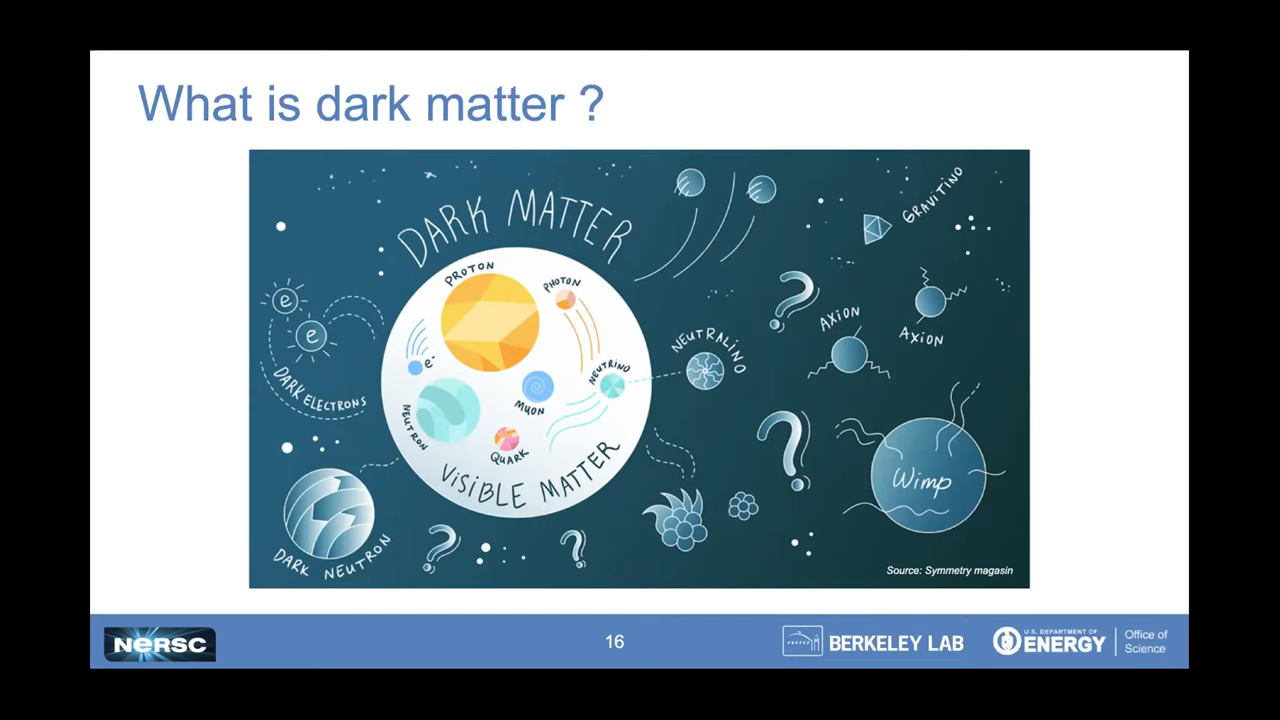 What is dark matter ?
DARK MATTER
GRAVITINO
PROTON
PHOTON
e
e
DARK ELECTRONS
e-
NEUTRINO
MUON
NEUTRON
QUARK
VISIBLE MATTER
NEUTRALINO
?
AXION
AXION
?
Wimp
DARK NEUTRON
?
?
Source: Symmetry magasin
NERSC
16
BERKELEY LAB
U.S. DEPARTMENT OF
ENERGY
Office of
Science